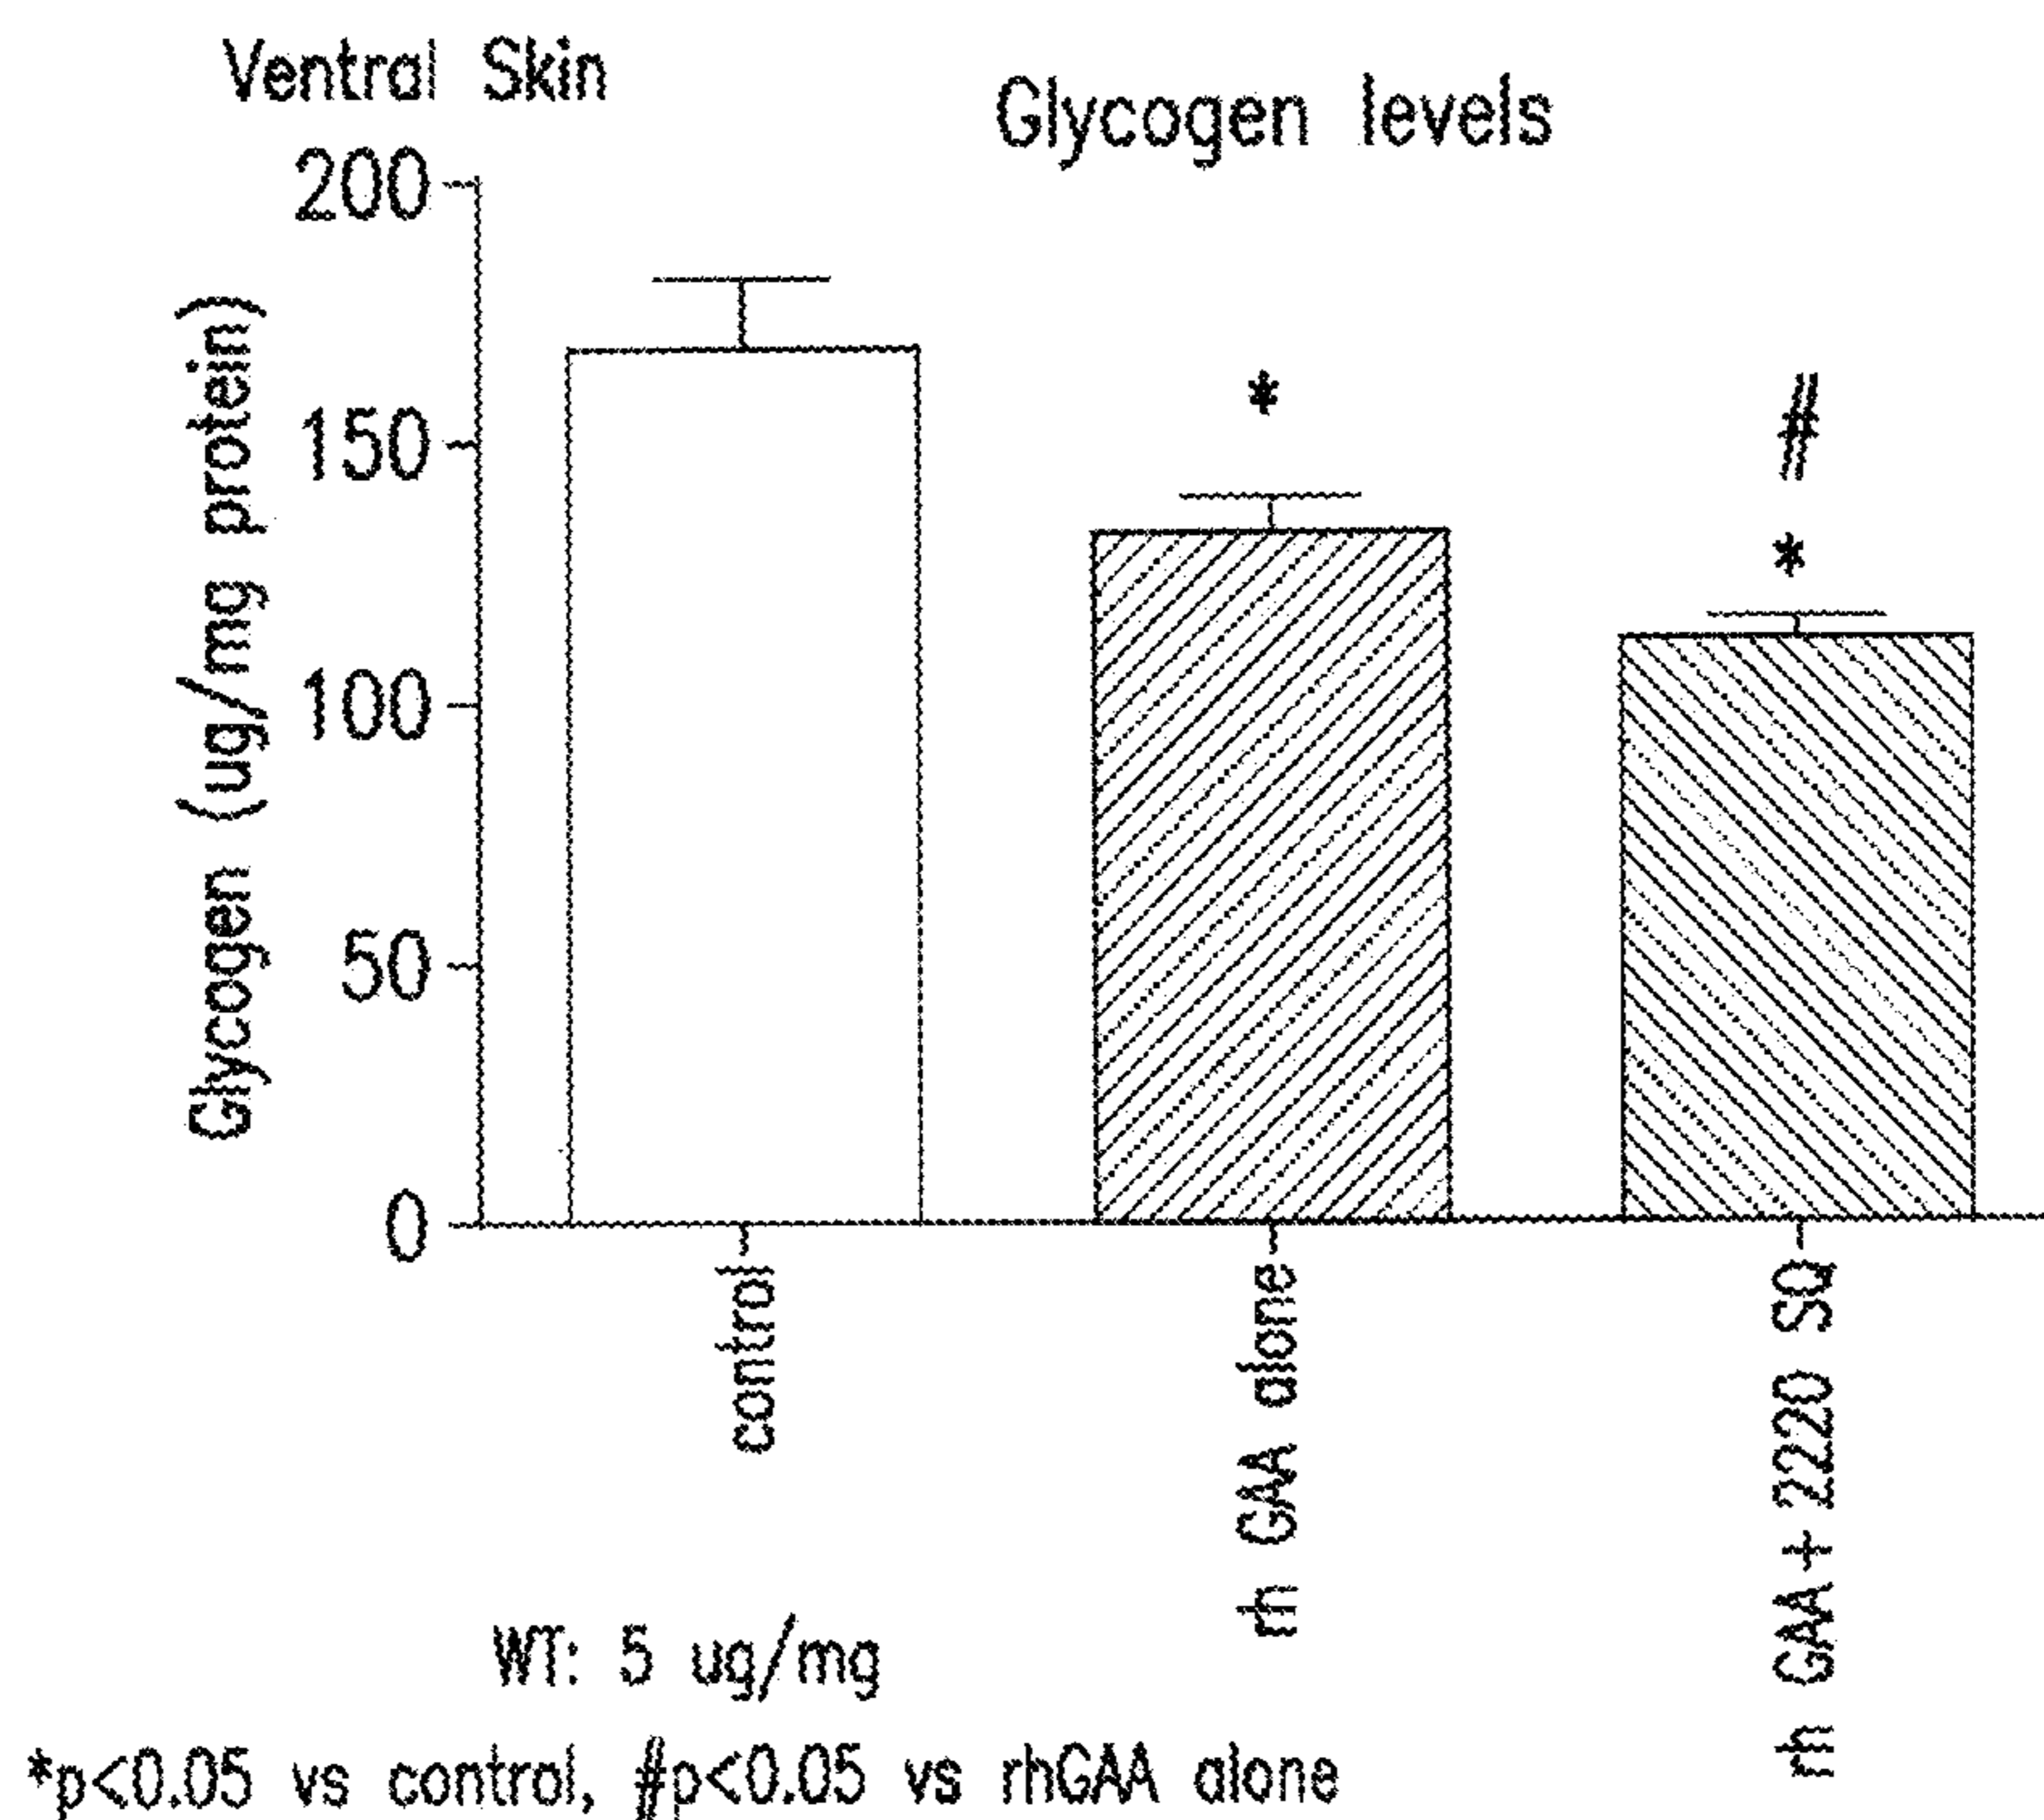 Ventral Skin
Glycogen levels
Glycogen (ug/mg protein)
200
150
100
50
0
*
#
*
control
rh GAA alone
rh GAA + 2220 SQ
WT: 5 ug/mg
*p<0.05 vs control, #p<0.05 vs rhGAA alone